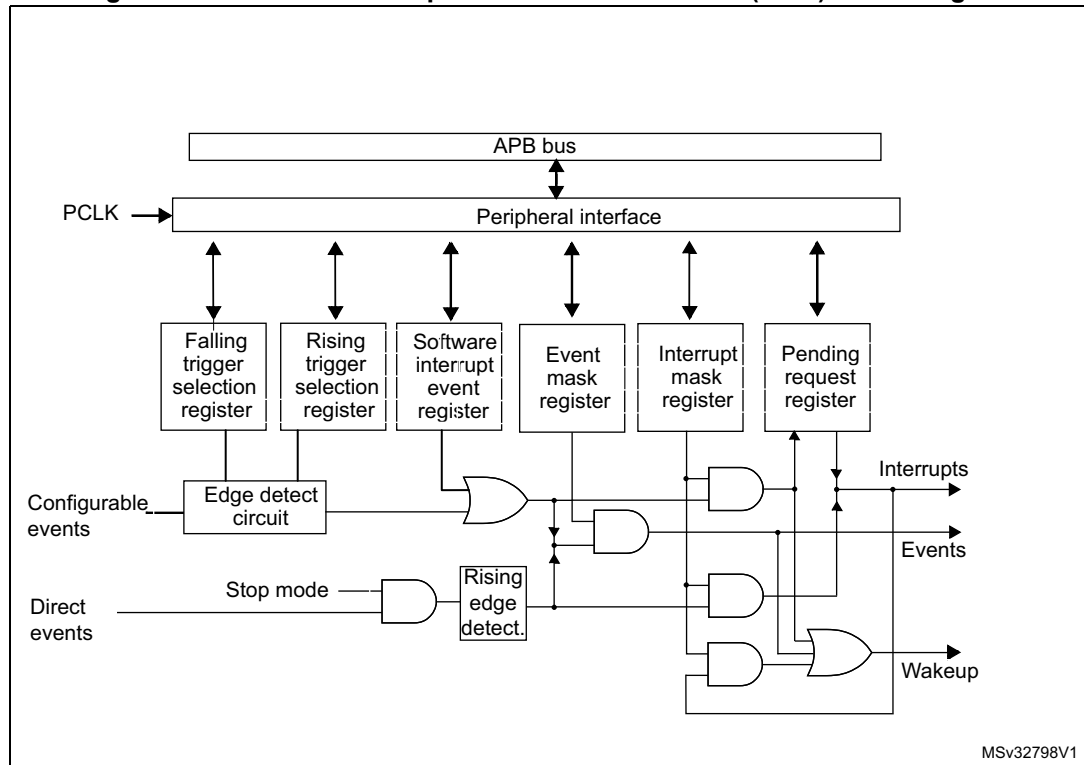 APB bus
PCLK
Peripheral interface
Falling
trigger
selection
register
Rising
trigger
selection
register
Software
interrupt
event
register
Event
mask
register
Interrupt
mask
register
Pending
request
register
Interrupts
Configurable
events
Edge detect
circuit
Events
Stop mode
Rising
edge
detect.
Direct
events
Wakeup
MSv32798V1